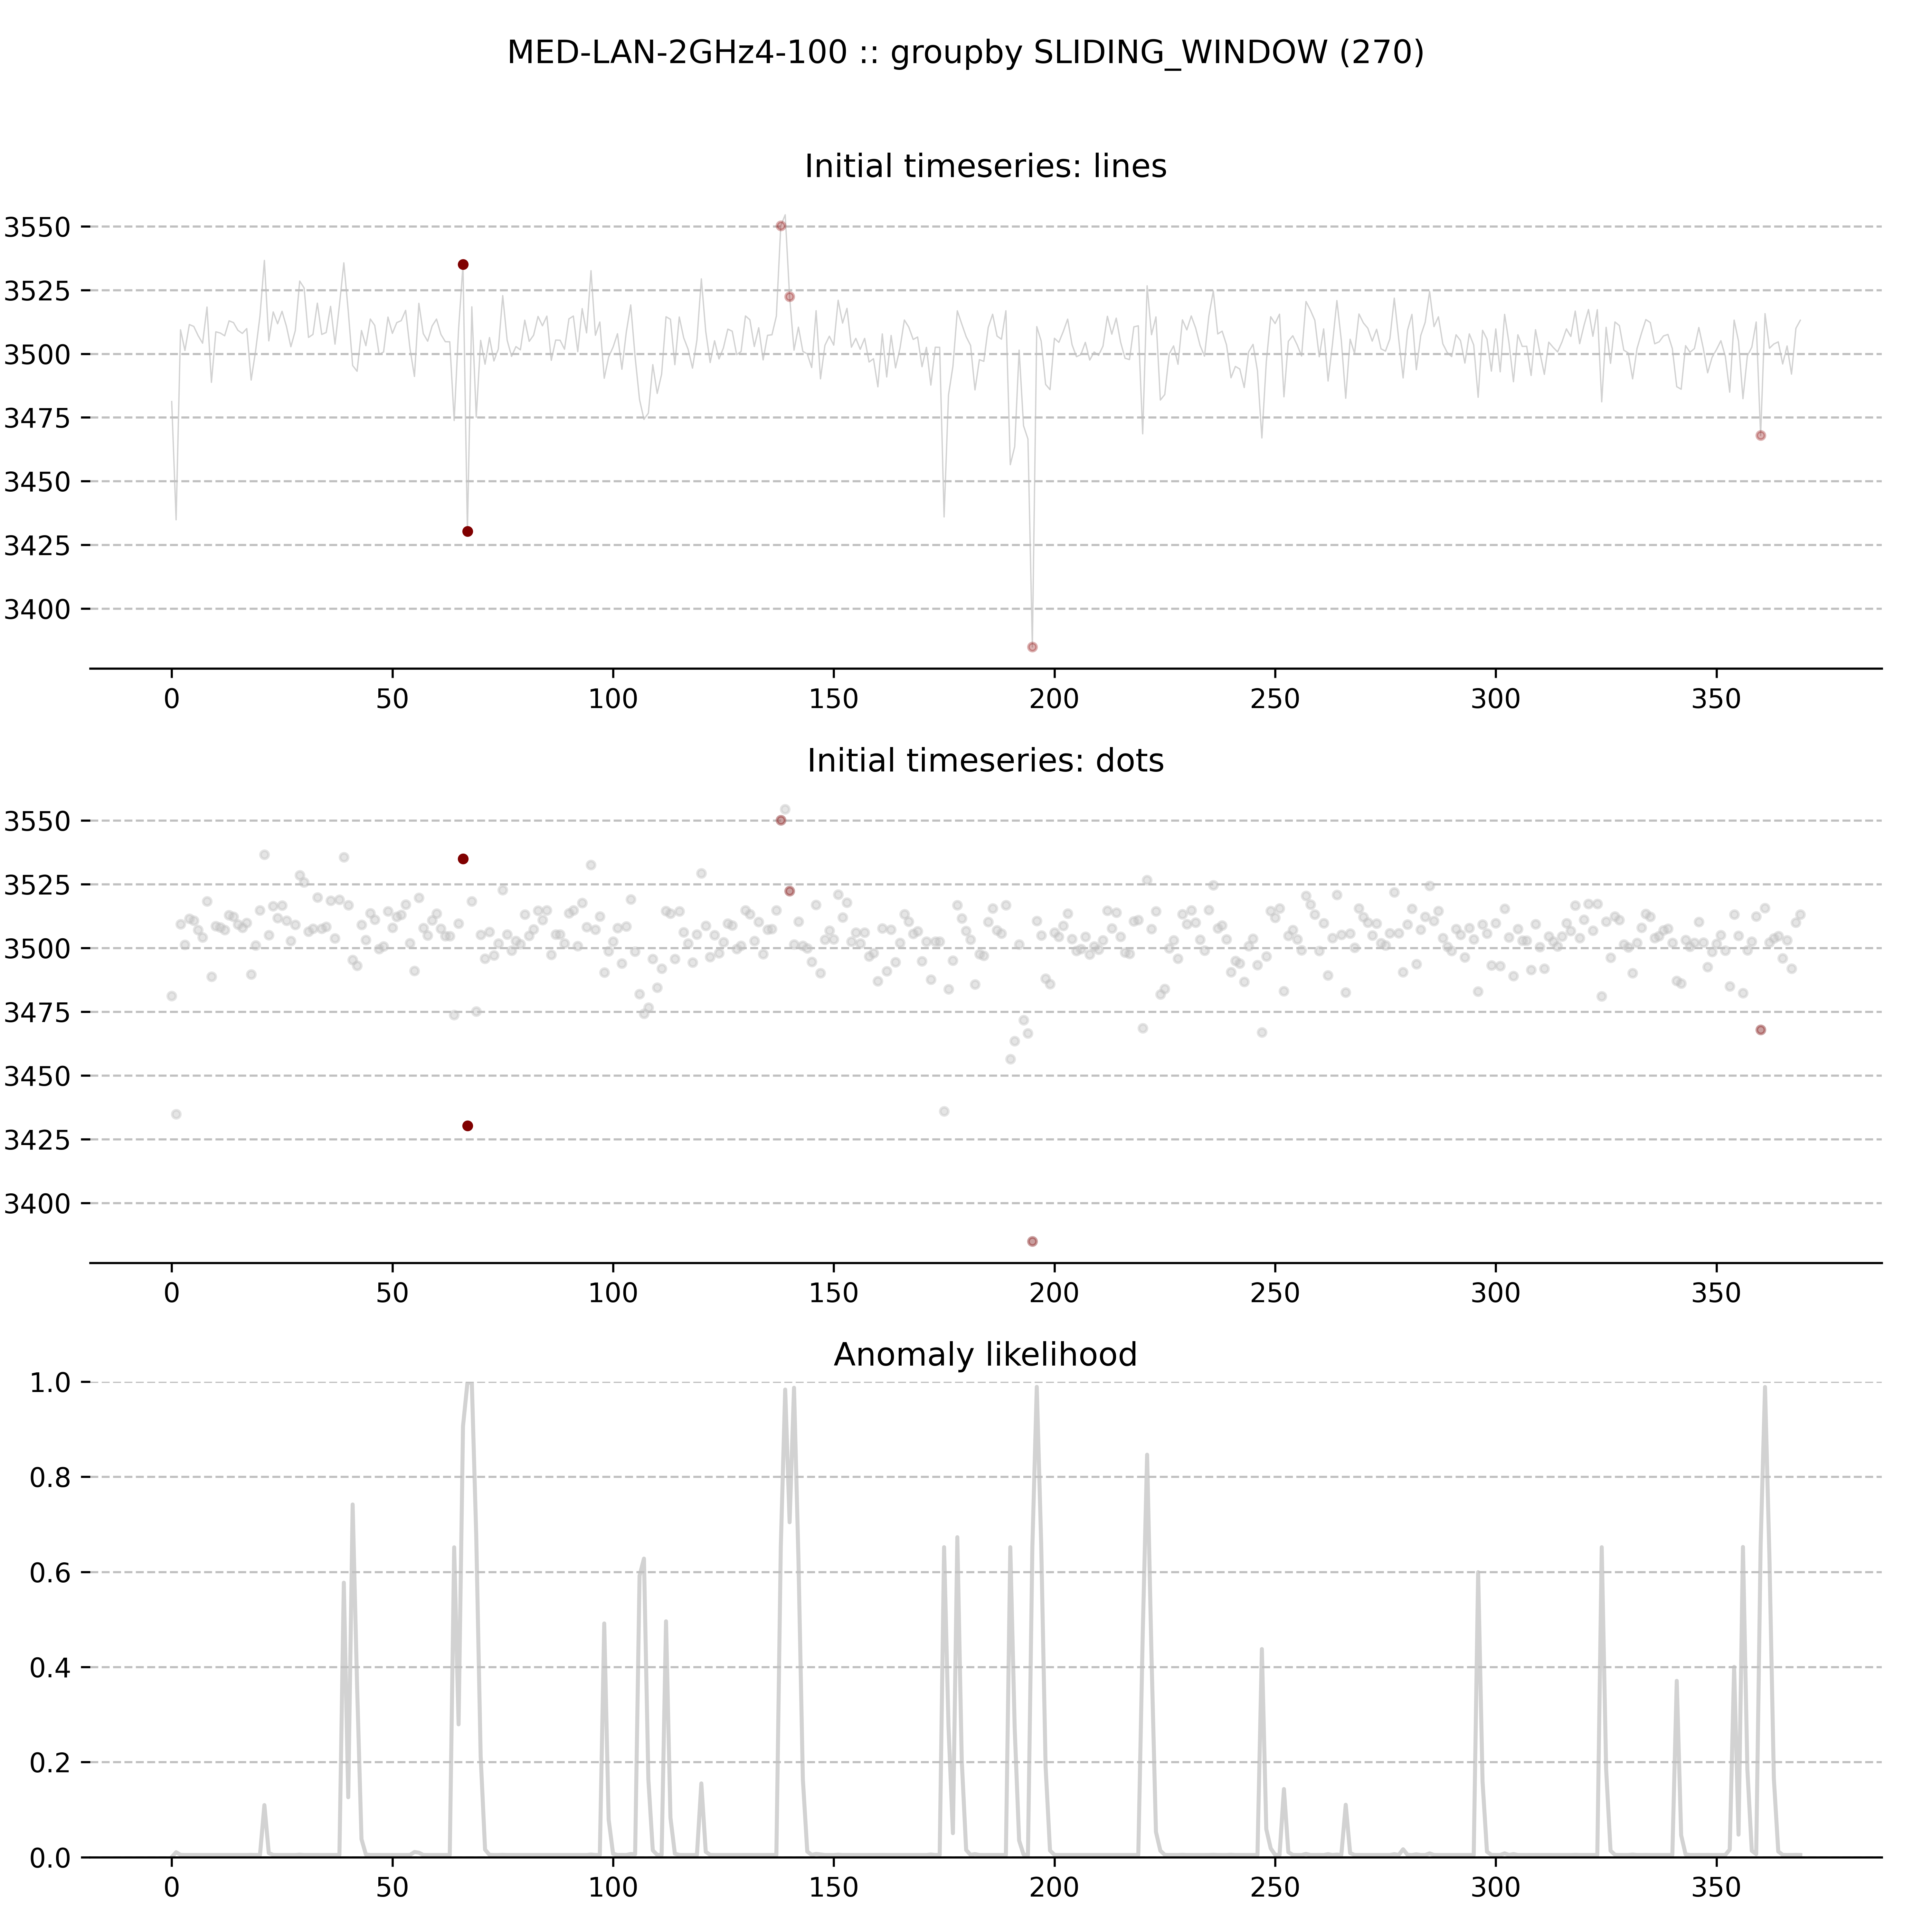 MED-LAN-2GHz4-100 :: groupby SLIDING_WINDOW (270)
Initial timeseries: lines
3550
3525
3500
3475
3450
3425
3400
0 50 100 150 200 250 300 350
Initial timeseries: dots
3550
3525
3500
3475
3450
3425
3400
0 50 100 150 200 250 300 350
Anomaly likelihood
1.0
0.8
0.6
0.4
0.2
0.0
0 50 100 150 200 250 300 350